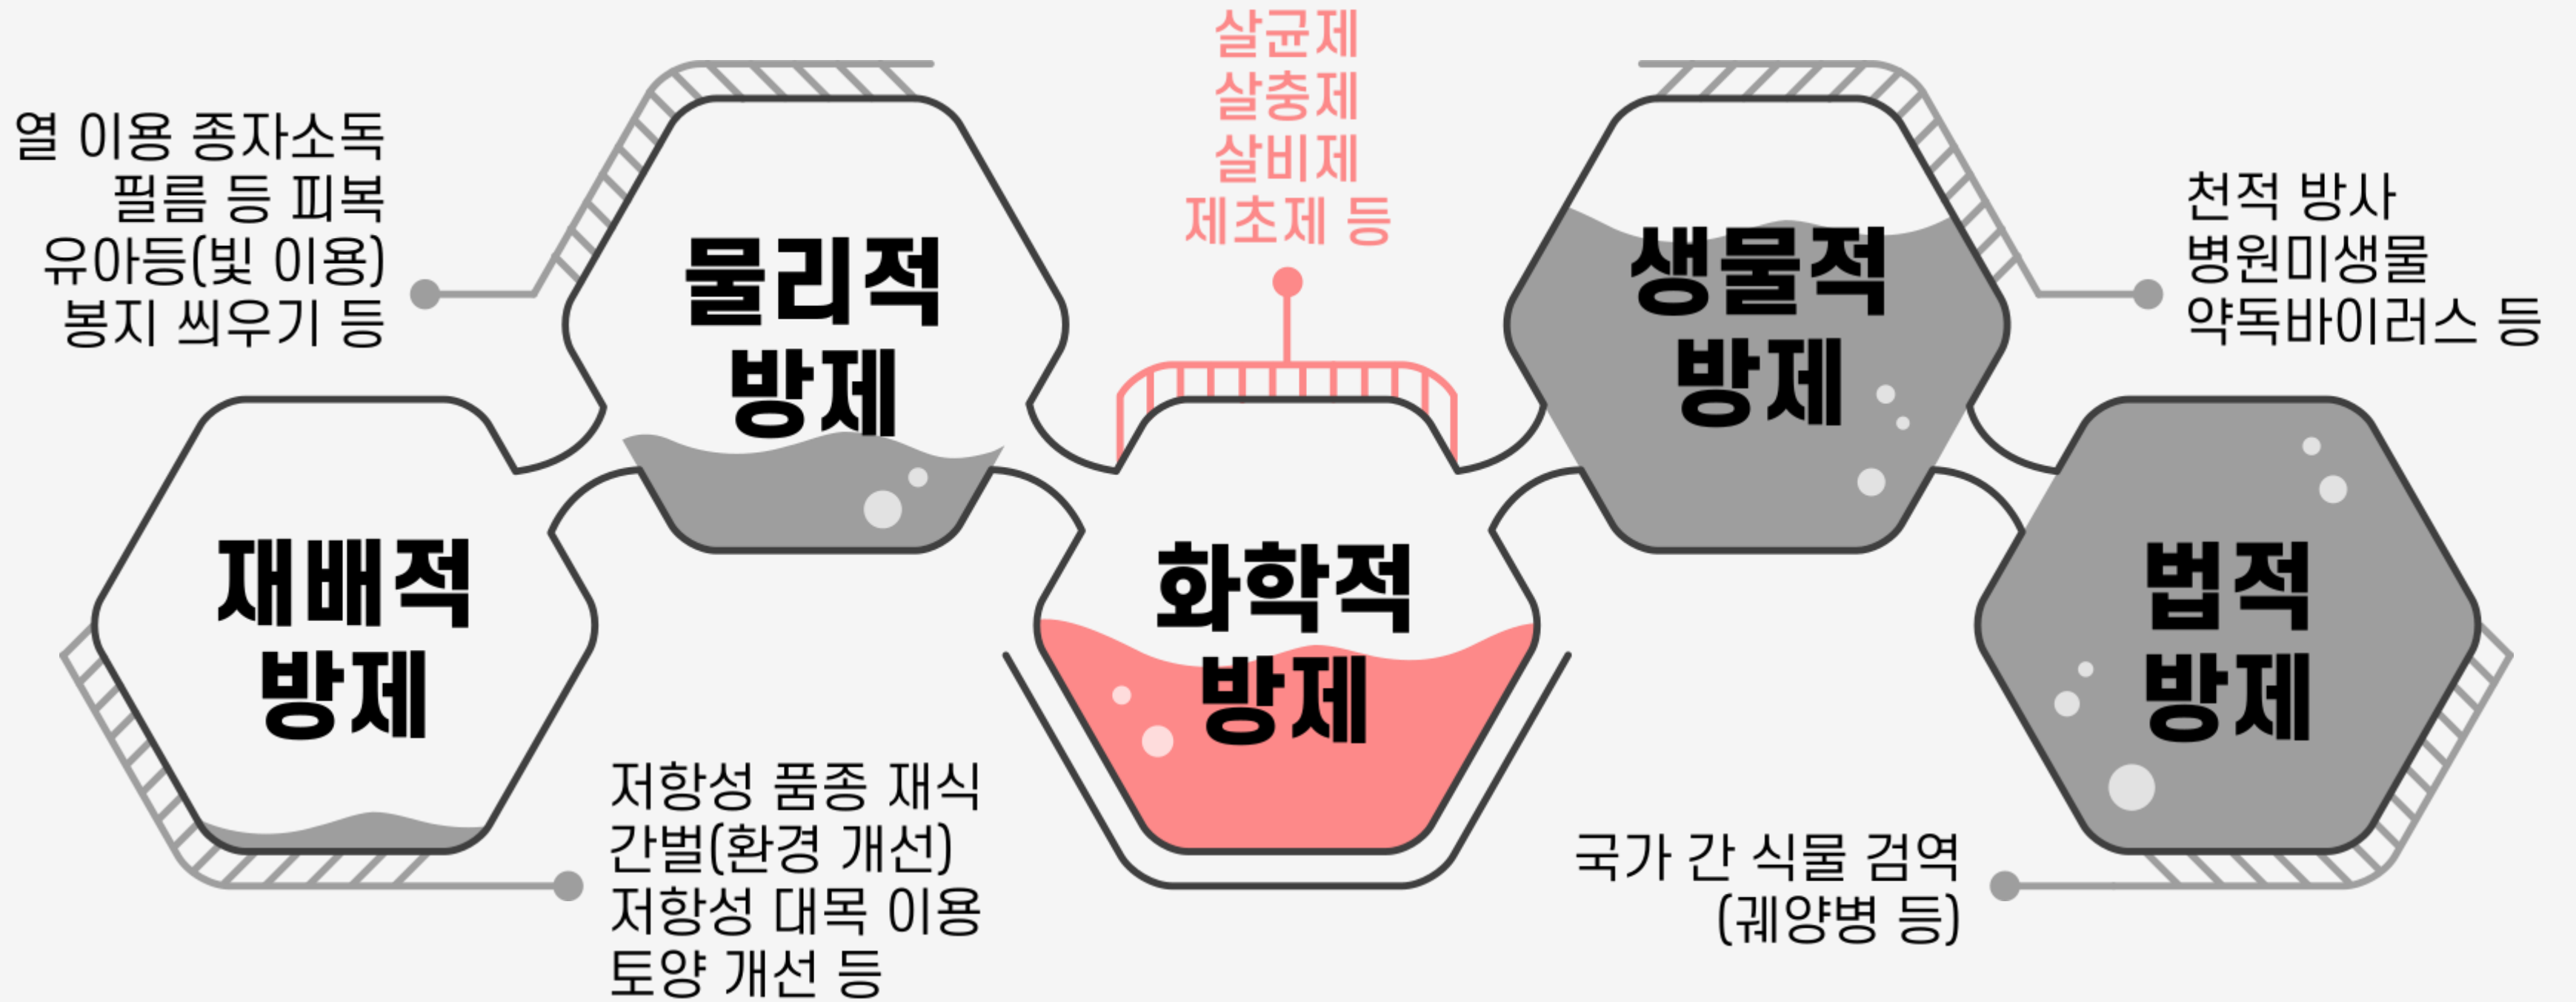 열 이용 종자소독
필름 등 피복
유아등(빛 이용)
봉지 씌우기 등
물리적
방제
살균제
살충제
살비제
제초제 등
생물적
방제
천적 방사
병원미생물
약독바이러스 등
재배적
방제
저항성 품종 재식
간벌(환경 개선)
저항성 대목 이용
토양 개선 등
화학적
방제
법적
방제
국가 간 식물 검역
(궤양병 등)